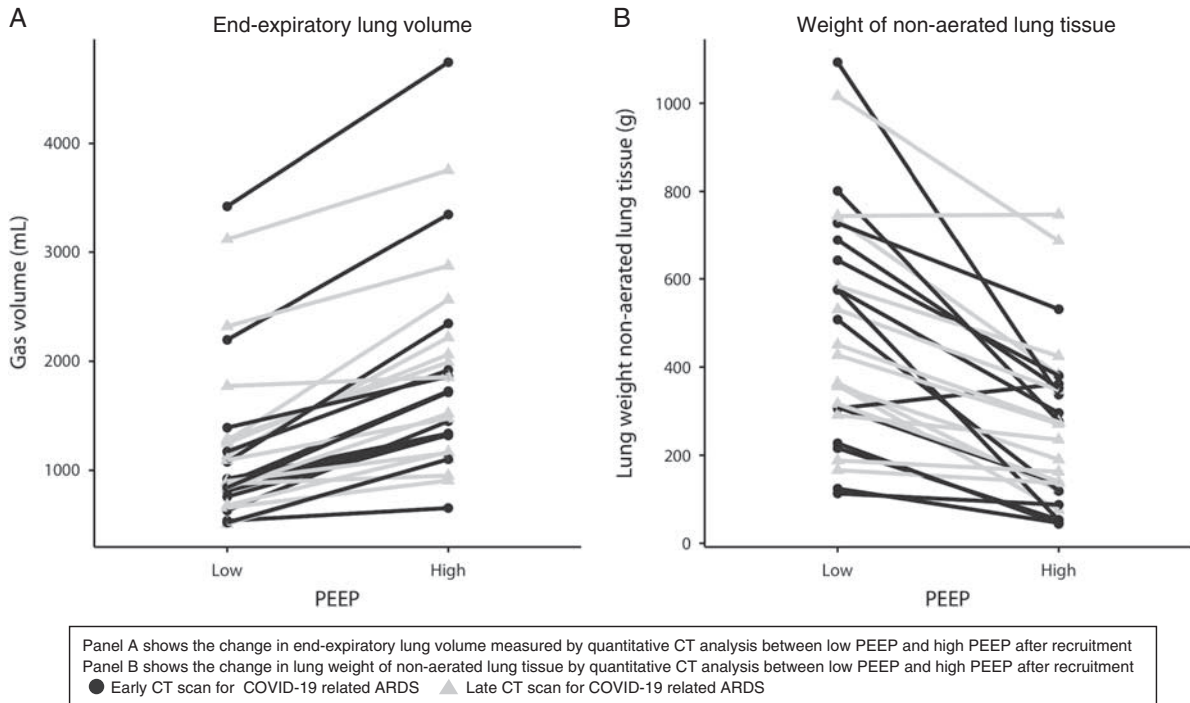 A
End-expiratory lung volume
4000
3000
2000
1000
Gas volume (mL)
Low
High
PEEP
B
Weight of non-aerated lung tissue
1000
800
600
400
200
0
Lung weight non-aerated lung tissue (g)
Low
High
PEEP
Panel A shows the change in end-expiratory lung volume measured by quantitative CT analysis between low PEEP and high PEEP after recruitment
Panel B shows the change in lung weight of non-aerated lung tissue by quantitative CT analysis between low PEEP and high PEEP after recruitment
Early CT scan for COVID-19 related ARDS Late CT scan for COVID-19 related ARDS